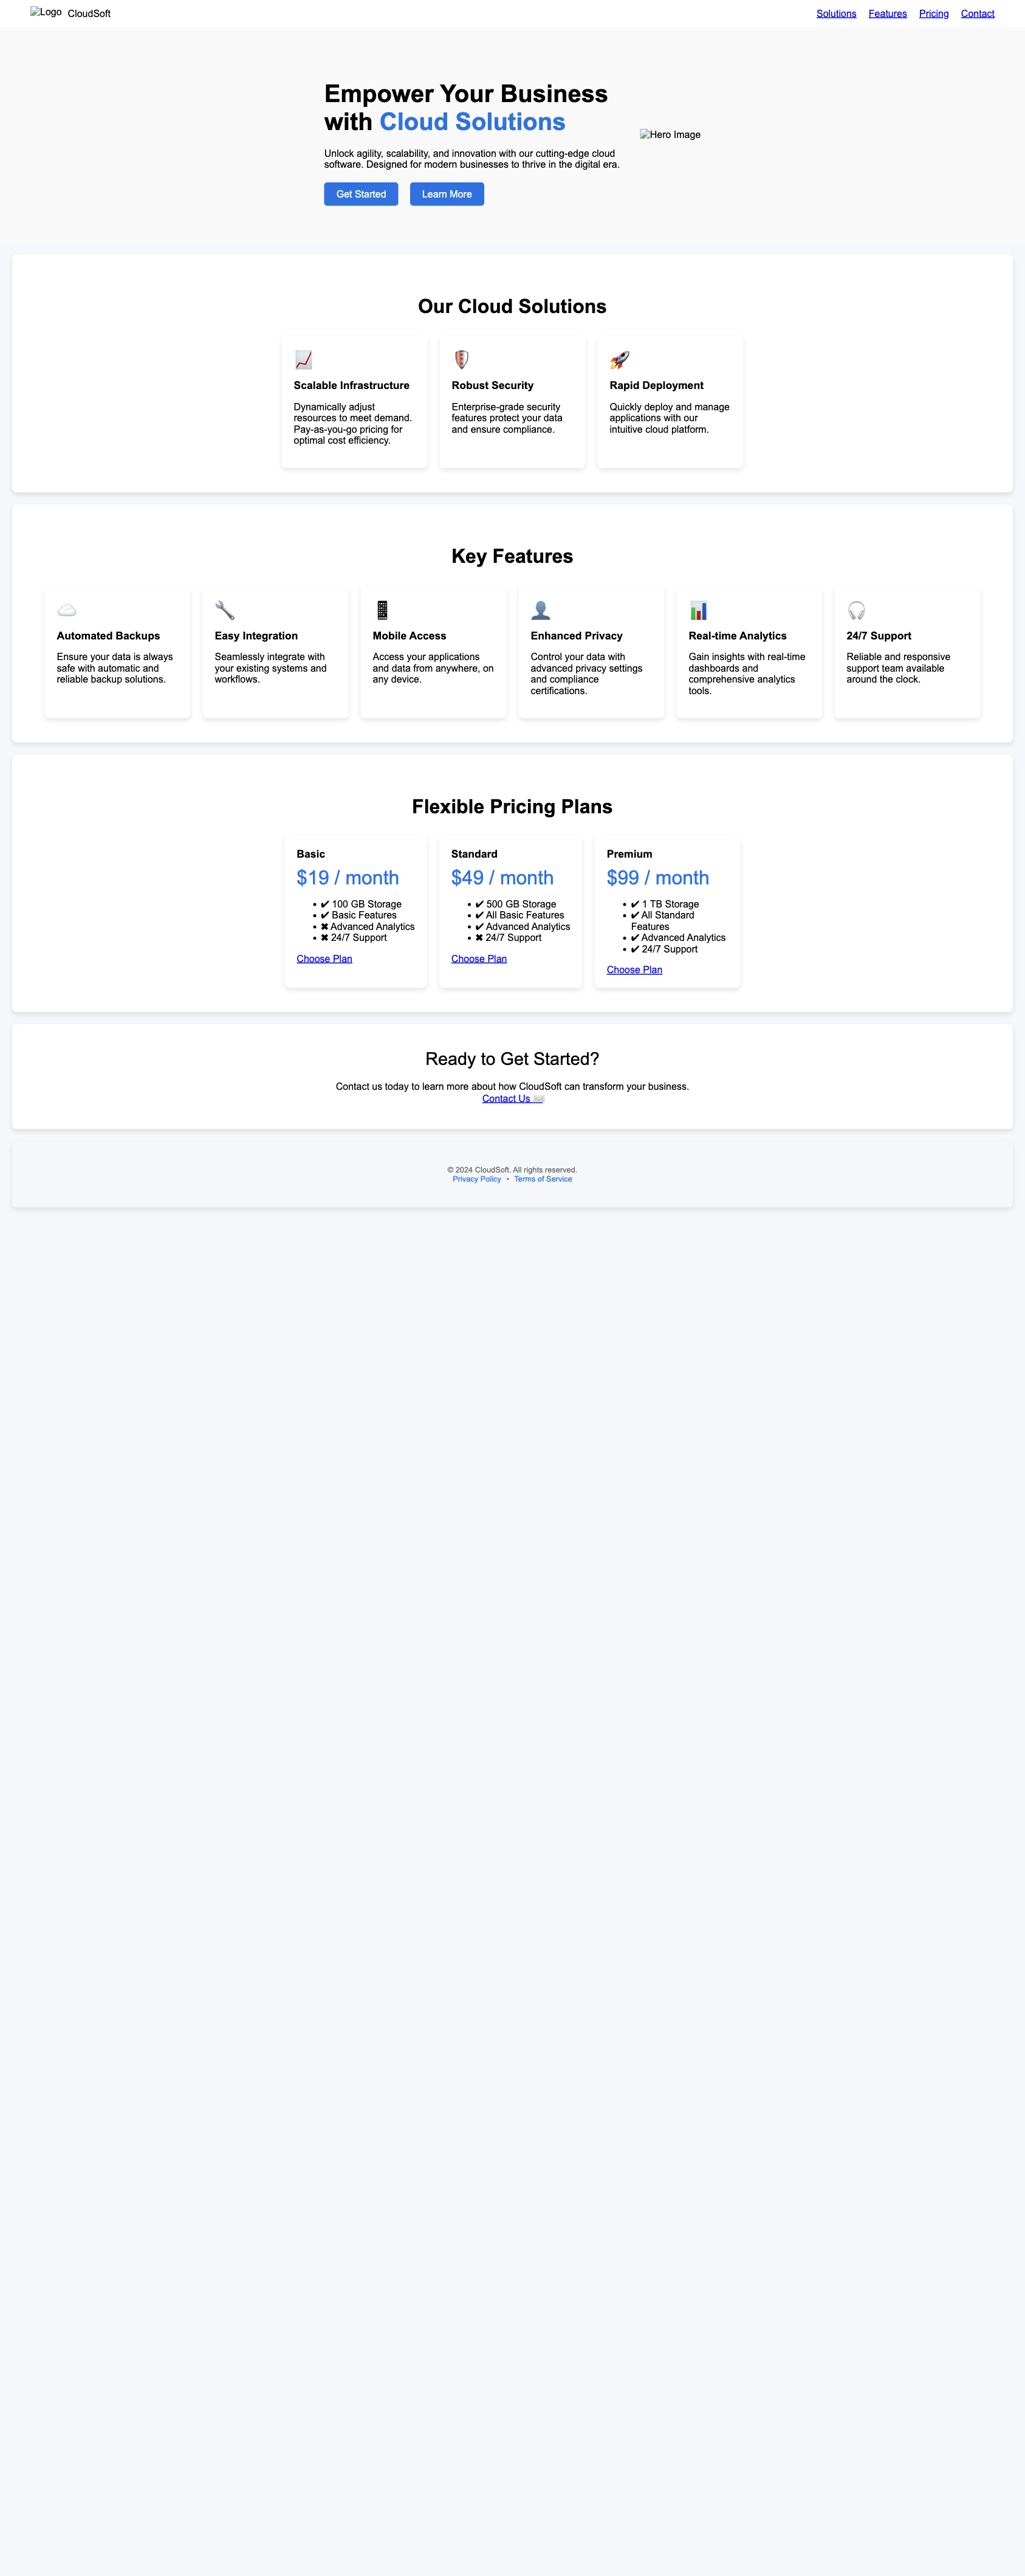 Logo CloudSoft
Solutions Features Pricing Contact
Empower Your Business
with Cloud Solutions
Unlock agility, scalability, and innovation with our cutting-edge cloud
software. Designed for modern businesses to thrive in the digital era.
Get Started Learn More
Hero Image
Our Cloud Solutions
Scalable Infrastructure
Dynamically adjust
resources to meet demand.
Pay-as-you-go pricing for
optimal cost efficiency.
Robust Security
Enterprise-grade security
features protect your data
and ensure compliance.
Rapid Deployment
Quickly deploy and manage
applications with our
intuitive cloud platform.
Key Features
Automated Backups
Ensure your data is always
safe with automatic and
reliable backup solutions.
Easy Integration
Seamlessly integrate with
your existing systems and
workflows.
Mobile Access
Access your applications
and data from anywhere, on
any device.
Enhanced Privacy
Control your data with
advanced privacy settings
and compliance
certifications.
Real-time Analytics
Gain insights with real-time
dashboards and
comprehensive analytics
tools.
24/7 Support
Reliable and responsive
support team available
around the clock.
Flexible Pricing Plans
Basic
$19 / month
• ✔ 100 GB Storage
• ✔ Basic Features
• ✖ Advanced Analytics
• ✖ 24/7 Support
Choose Plan
Standard
$49 / month
• ✔ 500 GB Storage
• ✔ All Basic Features
• ✔ Advanced Analytics
• ✖ 24/7 Support
Choose Plan
Premium
$99 / month
• ✔ 1 TB Storage
• ✔ All Standard
Features
• ✔ Advanced Analytics
• ✔ 24/7 Support
Choose Plan
Ready to Get Started?
Contact us today to learn more about how CloudSoft can transform your business.
Contact Us ✉️
© 2024 CloudSoft. All rights reserved.
Privacy Policy • Terms of Service